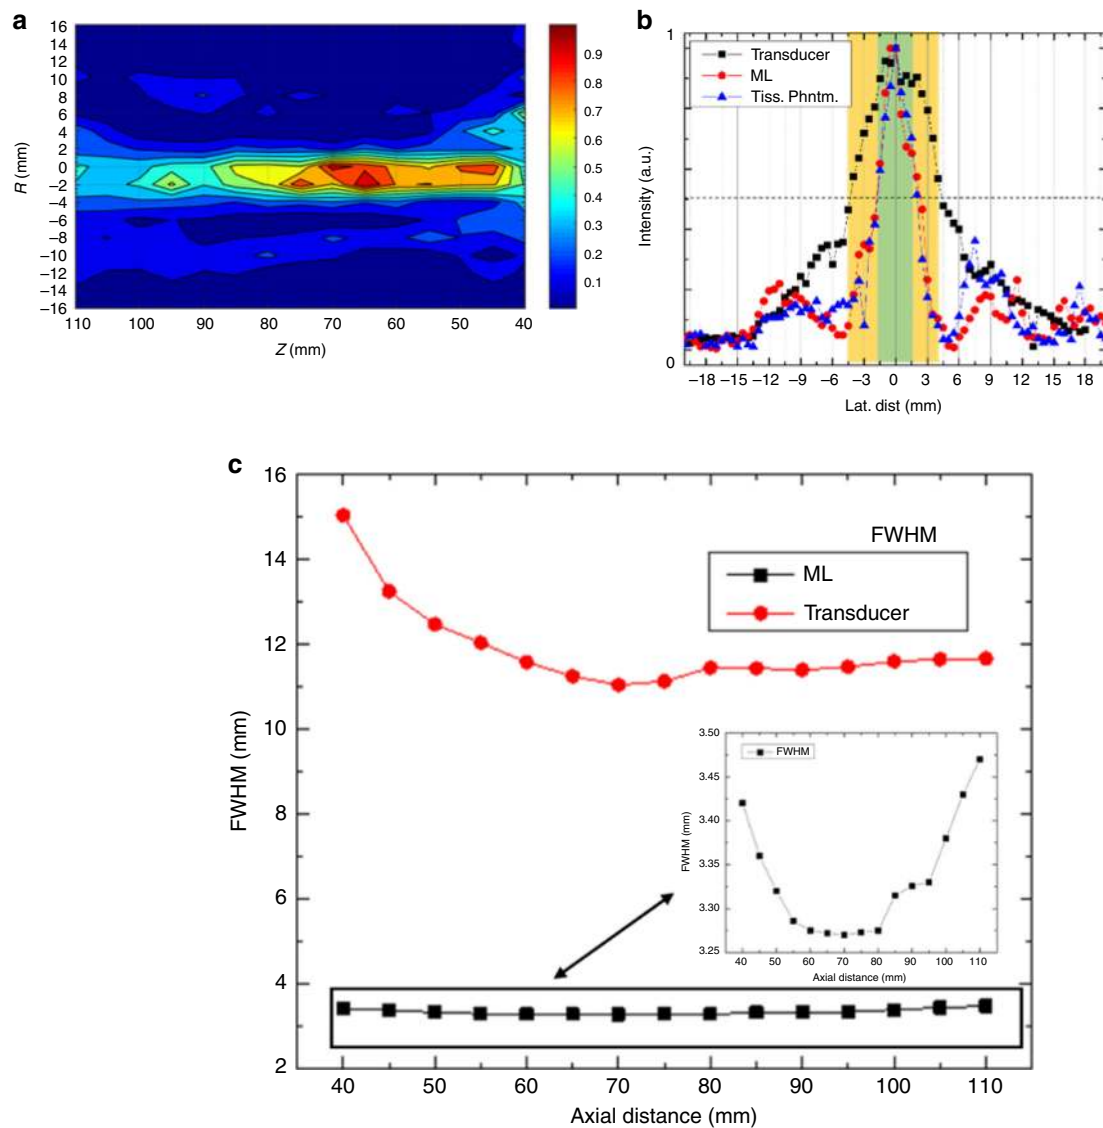 a
16
14
12
10
8
6
4
2
0
−2
−4
−6
−8
−10
−12
−14
−16
R (mm)
110 100 90 80 70 60 50 40
Z (mm)
0.9
0.8
0.7
0.6
0.5
0.4
0.3
0.2
0.1
b
1
0
Intensity (a.u.)
Transducer
ML
Tiss. Phntm.
−18 −15 −12 −9 −6 −3 0 3 6 9 12 15 18
Lat. dist (mm)
c
16
14
12
10
8
6
4
2
FWHM (mm)
FWHM
ML
Transducer
3.50
3.45
3.40
3.35
3.30
3.25
FWHM (mm)
FWHM
40 50 60 70 80 90 100 110
Axial distance (mm)
40 50 60 70 80 90 100 110
Axial distance (mm)